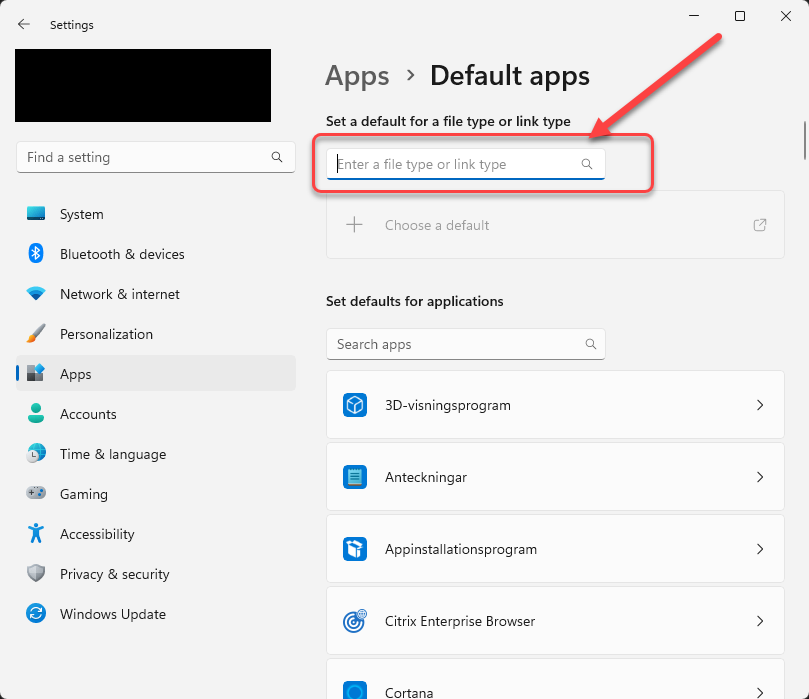 Settings
Find a setting
System
Bluetooth & devices
Network & internet
Personalization
Apps
Accounts
Time & language
Gaming
Accessibility
Privacy & security
Windows Update
Apps > Default apps
Set a default for a file type or link type
Enter a file type or link type
Choose a default
Set defaults for applications
Search apps
3D-visningsprogram
Anteckningar
Appinstallationsprogram
Citrix Enterprise Browser
Cortana